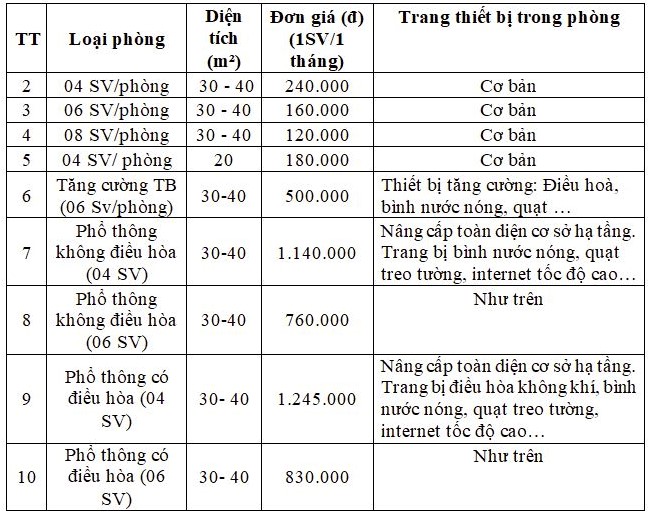 TT
Loại phòng
Diện
tích
(m²)
Đơn giá (đ)
(1SV/1
tháng)
Trang thiết bị trong phòng
2 04 SV/phòng 30 - 40 240.000 Cơ bản
3 06 SV/phòng 30 - 40 160.000 Cơ bản
4 08 SV/phòng 30 - 40 120.000 Cơ bản
5 04 SV/ phòng 20 180.000 Cơ bản
6
Tăng cường TB
(06 Sv/phòng)
30-40
500.000
Thiết bị tăng cường: Điều hoà,
bình nước nóng, quạt …
7
Phổ thông
không điều hòa
(04 SV)
30-40
1.140.000
Nâng cấp toàn diện cơ sở hạ tầng.
Trang bị bình nước nóng, quạt
treo tường, internet tốc độ cao…
8
Phổ thông
không điều hòa
(06 SV)
30-40
760.000
Như trên
9
Phổ thông có
điều hòa (04
SV)
30- 40
1.245.000
Nâng cấp toàn diện cơ sở hạ tầng.
Trang bị điều hòa không khí, bình
nước nóng, quạt treo tường,
internet tốc độ cao…
10
Phổ thông có
điều hòa (06
SV)
30- 40
830.000
Như trên